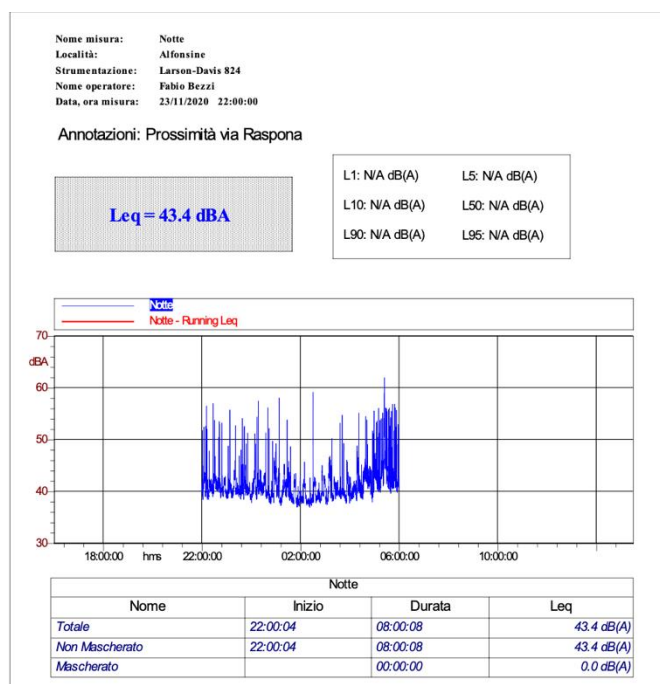 Nome misura: Notte
Località: Alfonsine
Strumentazione: Larson-Davis 824
Nome operatore: Fabio Bezzi
Data, ora misura: 23/11/2020 22:00:00
Annotazioni: Prossimità via Raspona
Leq = 43.4 dBA
L1: N/A dB(A) L5: N/A dB(A)
L10: N/A dB(A) L50: N/A dB(A)
L90: N/A dB(A) L95: N/A dB(A)
Notte
Notte - Running Leq
70
dBA
60
50
40
30
18:00:00 hms 22:00:00 02:00:00 06:00:00 10:00:00
Notte
Nome Inizio Durata Leq
Totale 22:00:04 08:00:08 43.4 dB(A)
Non Mascherato 22:00:04 08:00:08 43.4 dB(A)
Mascherato 00:00:00 0.0 dB(A)